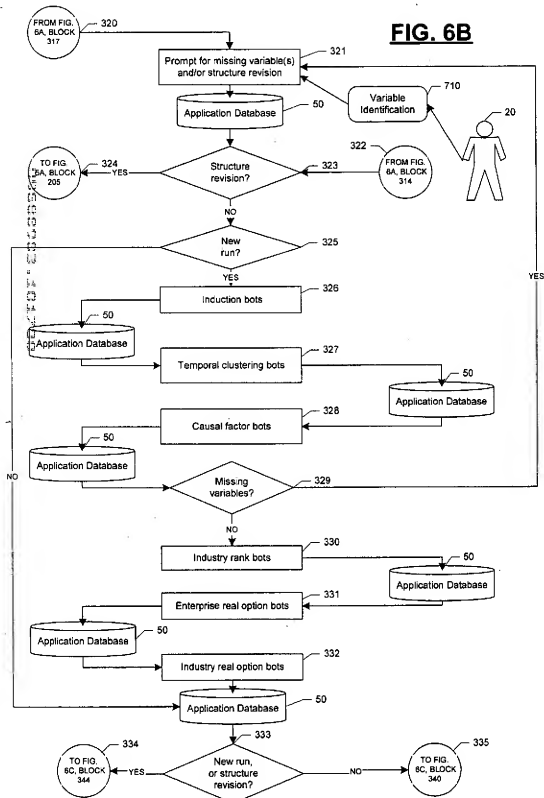 FIG. 6B
FROM FIG.
6A, BLOCK
317
320
Prompt for missing variable(s)
and/or structure revision
321
710
Variable
Identification
20
Application Database
50
322
FROM FIG.
6A, BLOCK
314
Structure
revision?
323
324
TO FIG.
6A, BLOCK
205
YES
NO
New
run?
325
YES
YES
Induction bots
326
50
Application Database
327
Temporal clustering bots
50
Application Database
328
Causal factor bots
50
Application Database
Missing
variables?
329
NO
NO
Industry rank bots
330
50
Application Database
331
Enterprise real option bots
50
Application Database
332
Industry real option bots
50
Application Database
333
New run,
or structure
revision?
334
TO FIG.
6C, BLOCK
344
YES
NO
335
TO FIG.
6C, BLOCK
340